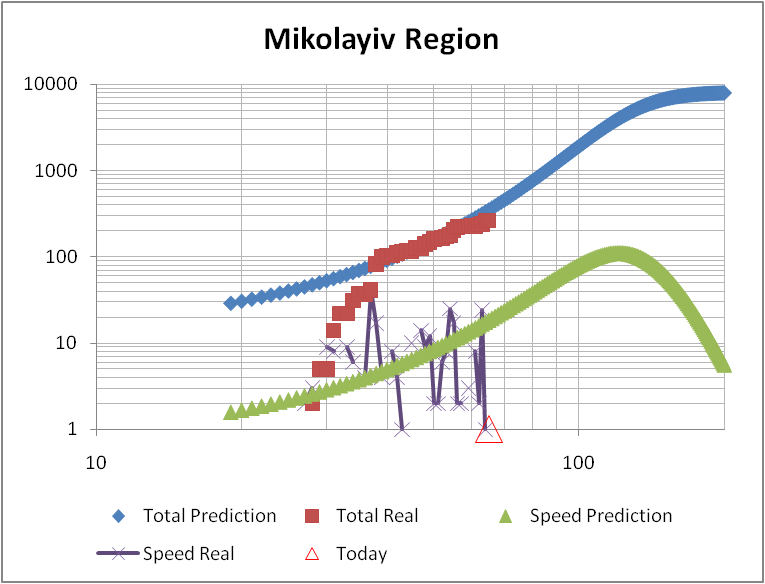 Mikolayiv Region
10000
1000
100
10
1
10 100
Total Prediction Total Real Speed Prediction
Speed Real Today